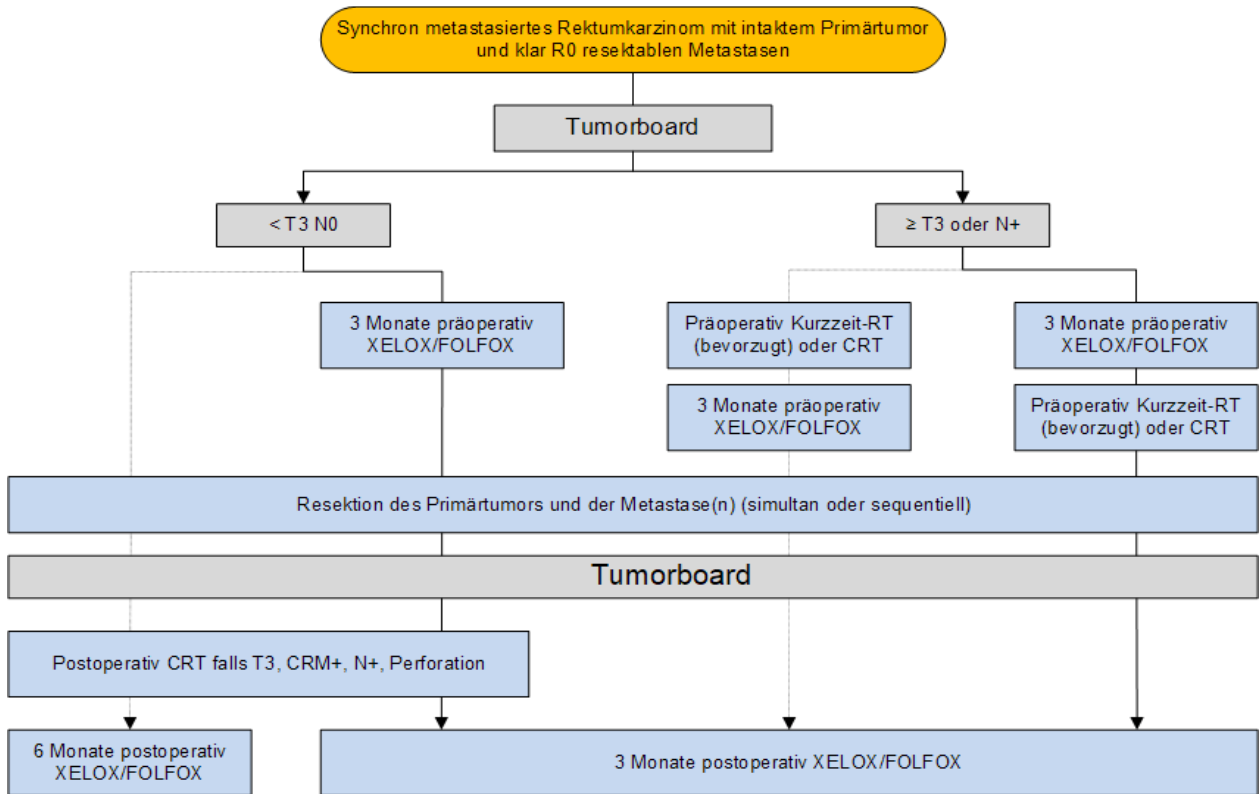 Synchron metastasiertes Rektumkarzinom mit intaktem Primärtumor
und klar R0 resektablen Metastasen
Tumorboard
< T3 N0
≥ T3 oder N+
3 Monate präoperativ
XELOX/FOLFOX
Präoperativ Kurzzeit-RT
(bevorzugt) oder CRT
3 Monate präoperativ
XELOX/FOLFOX
3 Monate präoperativ
XELOX/FOLFOX
Präoperativ Kurzzeit-RT
(bevorzugt) oder CRT
Resektion des Primärtumors und der Metastase(n) (simultan oder sequentiell)
Tumorboard
Postoperativ CRT falls T3, CRM+, N+, Perforation
6 Monate postoperativ
XELOX/FOLFOX
3 Monate postoperativ XELOX/FOLFOX